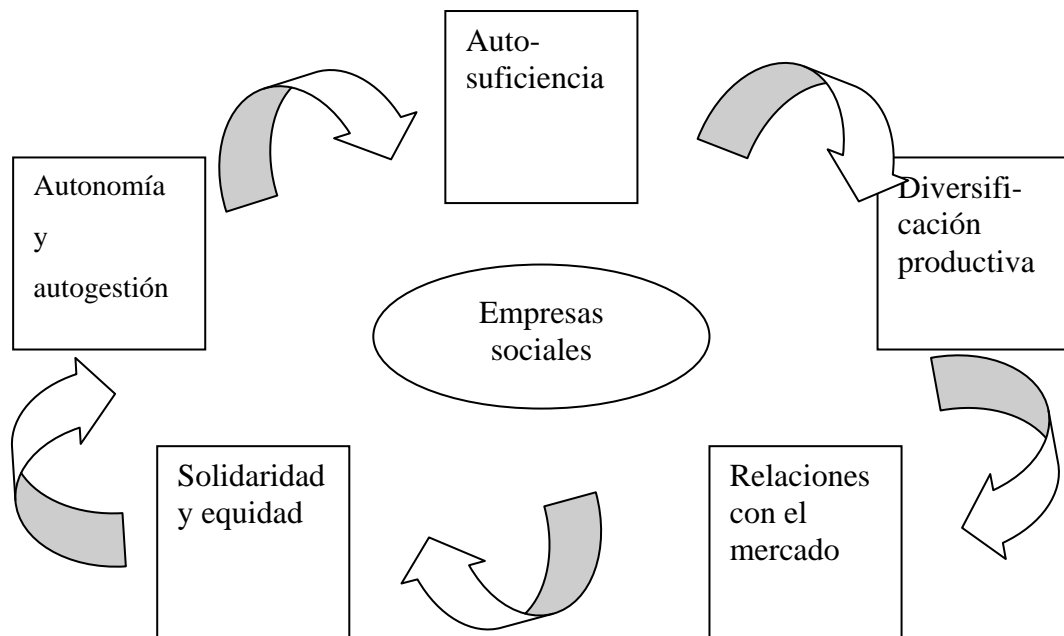 Auto-
suficiencia
Autonomía
y
autogestión
Diversifi-
cación
productiva
Empresas
sociales
Solidaridad
y equidad
Relaciones
con el
mercado